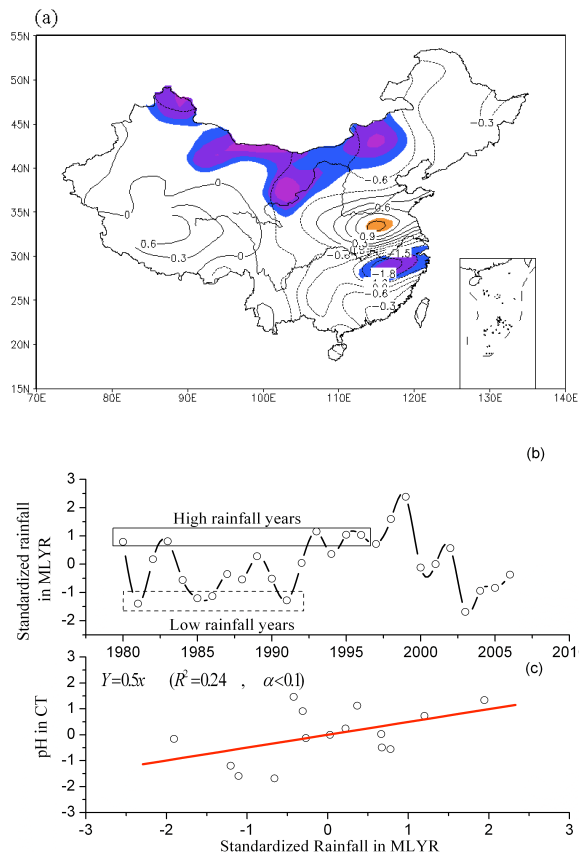 (a)
55N
50N
45N
40N
35N
30N
25N
20N
15N
70E 80E 90E 100E 110E 120E 130E 140E
-0.3
-0.6
0
0
0
0.6
0.3
0.6
0.9
-1.5
-1.8
-0.6
-0.3
(b)
Standardized rainfall
in MLYR
3
2
1
0
-1
-2
High rainfall years
Low rainfall years
1980 1985 1990 1995 2000 2005 2010
(c)
Y=0.5x (R²=0.24 , α<0.1)
pH in CT
3
2
1
0
-1
-2
-3
-3 -2 -1 0 1 2 3
Standardized Rainfall in MLYR